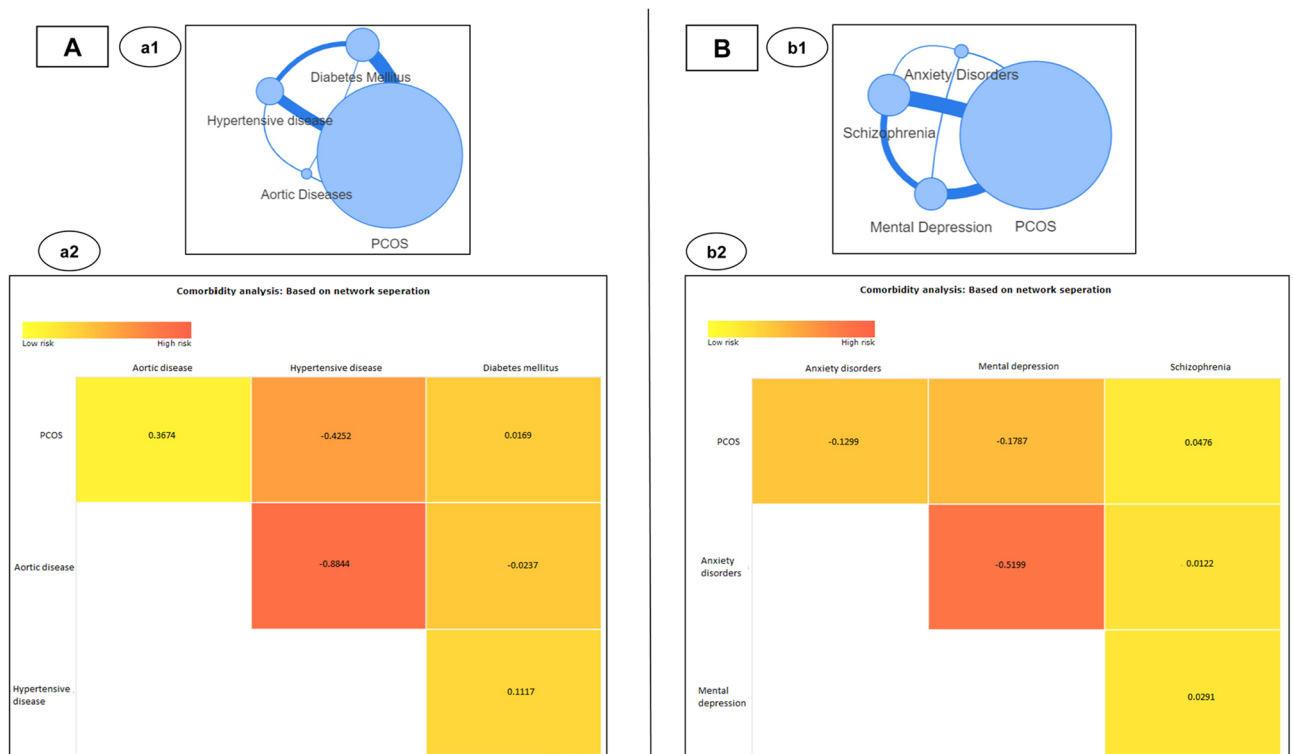 A
a1
Diabetes Mellitus
Hypertensive disease
Aortic Diseases
PCOS
a2
Comorbidity analysis: Based on network seperation
Low risk
High risk
Aortic disease
Hypertensive disease
Diabetes mellitus
PCOS
0.3674
-0.4252
0.0169
Aortic disease
-0.8844
-0.0237
Hypertensive
disease
0.1117
B
b1
Anxiety Disorders
Schizophrenia
Mental Depression
PCOS
b2
Comorbidity analysis: Based on network seperation
Low risk
High risk
Anxiety disorders
Mental depression
Schizophrenia
PCOS
-0.1299
-0.1787
0.0476
Anxiety
disorders
-0.5199
0.0122
Mental
depression
0.0291